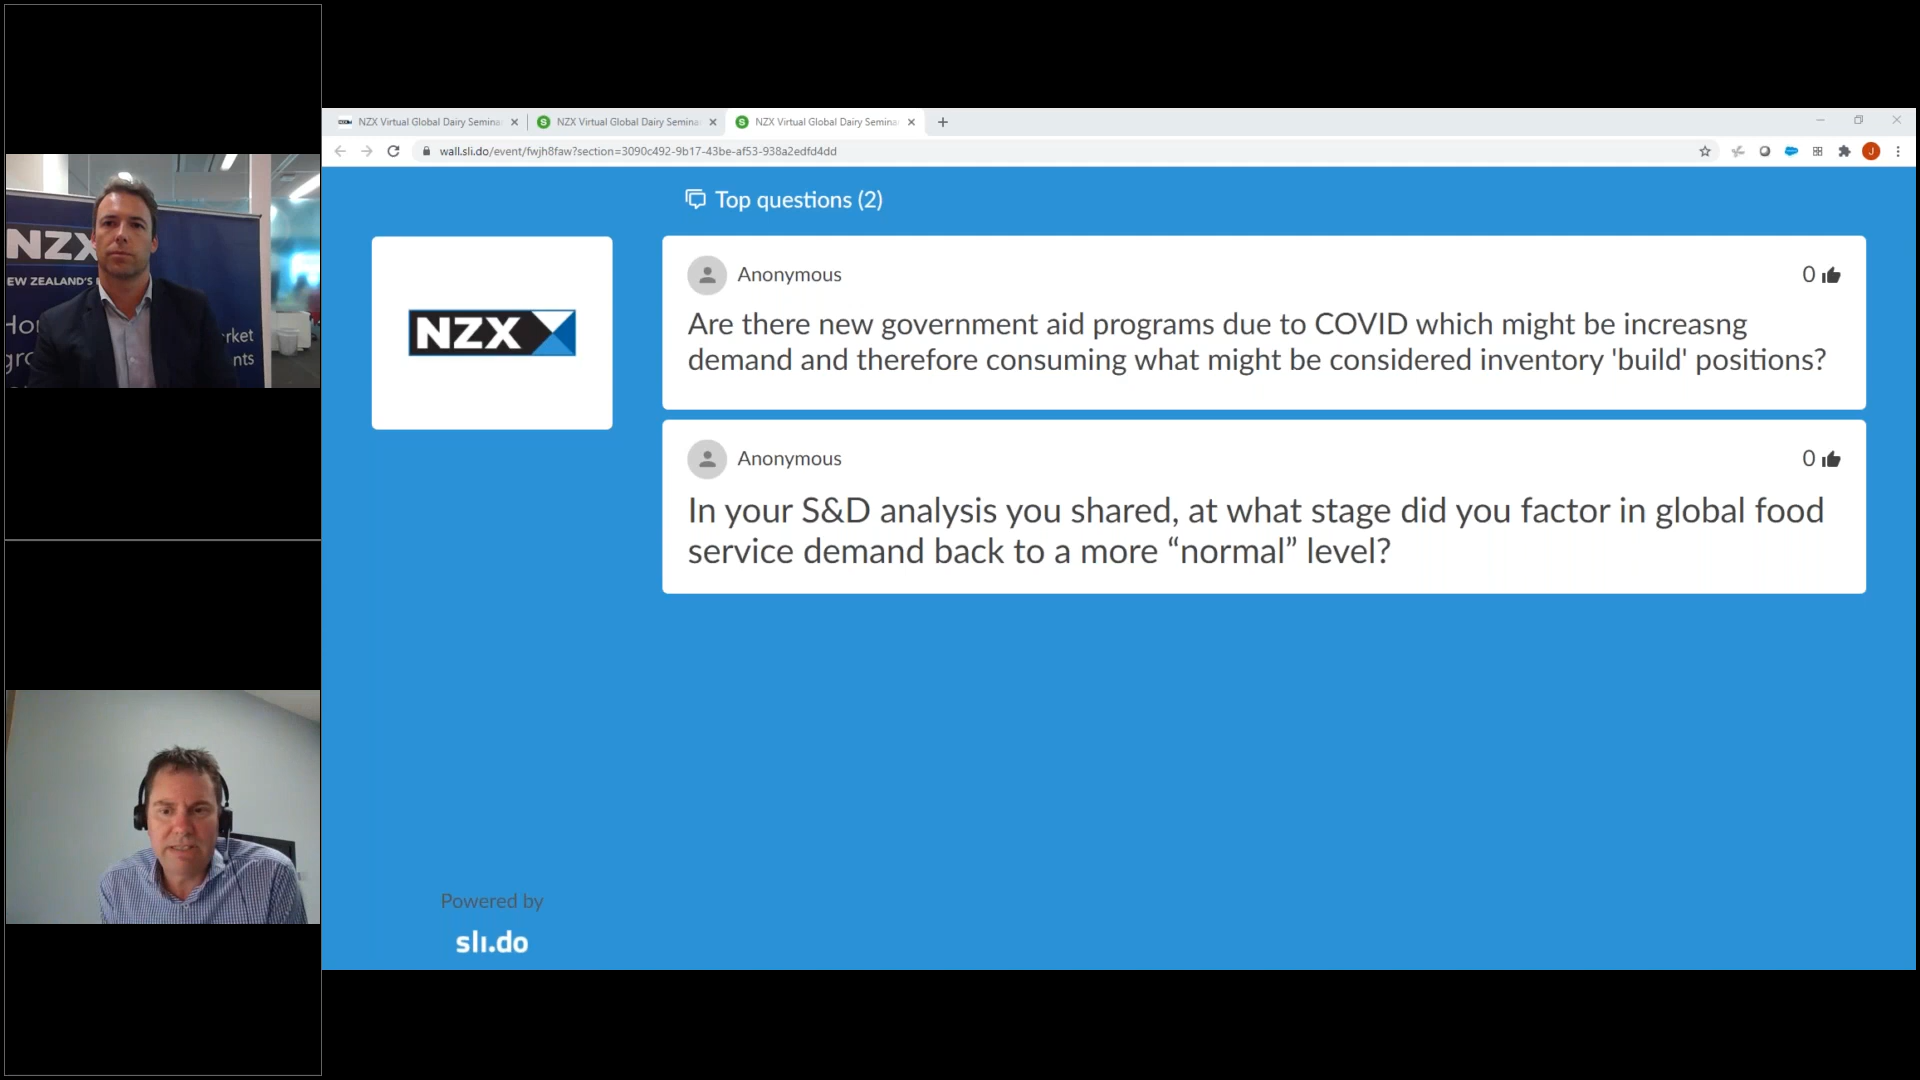 NZX Virtual Global Dairy Semina
NZX Virtual Global Dairy Semina
NZX Virtual Global Dairy Semina
wall.sli.do/event/fwjh8faw?section=3090c492-9b17-43be-af53-938a2edfd4dd
J
Top questions (2)
NZX
Anonymous
0
Are there new government aid programs due to COVID which might be increasng
demand and therefore consuming what might be considered inventory 'build' positions?
Anonymous
0
In your S&D analysis you shared, at what stage did you factor in global food
service demand back to a more “normal” level?
Powered by
sli.do
NZX
EW ZEALAND'S
Ho
rket
gro
nts